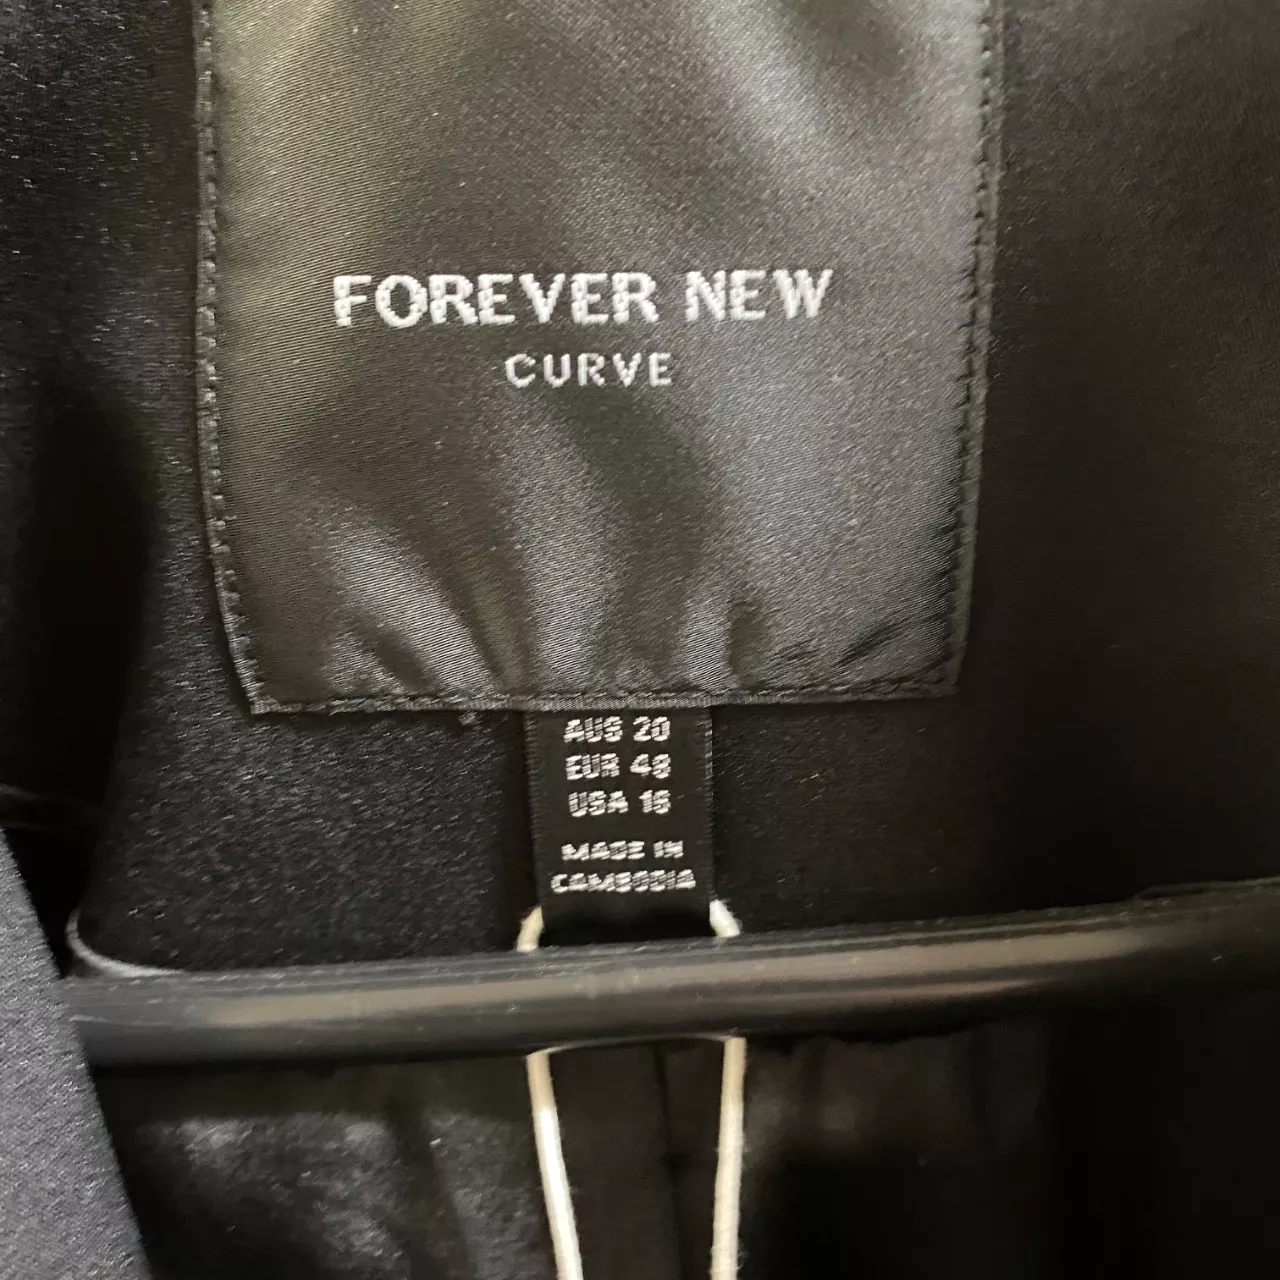 FOREVER NEW
CURVE
AUS 20
EUR 48
USA 16
MADE IN
CAMBODIA